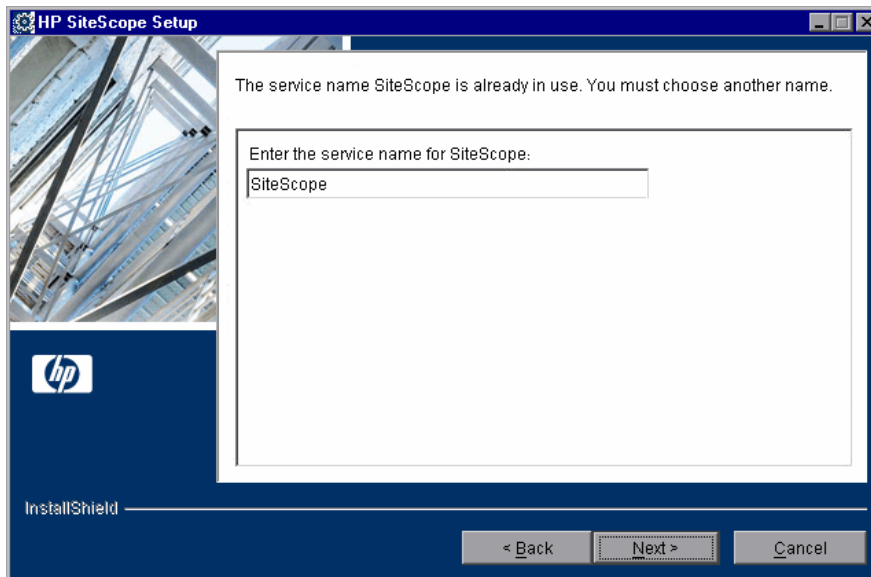 HP SiteScope Setup
The service name SiteScope is already in use. You must choose another name.
Enter the service name for SiteScope:
SiteScope
hp
InstallShield
< Back
Next >
Cancel